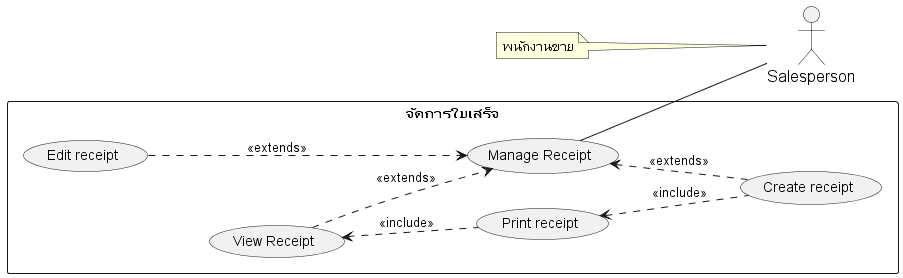 พนักงานขาย
Salesperson
จัดการใบเสร็จ
Edit receipt
«extends»
Manage Receipt
«extends»
«extends»
Create receipt
«include»
View Receipt
«include»
Print receipt